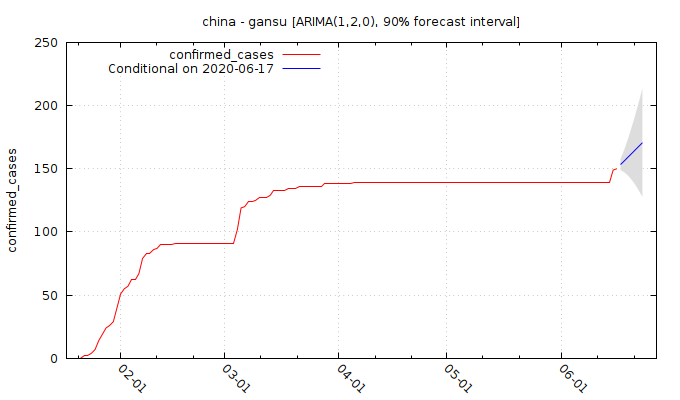 china - gansu [ARIMA(1,2,0), 90% forecast interval]
confirmed_cases
Conditional on 2020-06-17
confirmed_cases
250
200
150
100
50
0
02-01
03-01
04-01
05-01
06-01